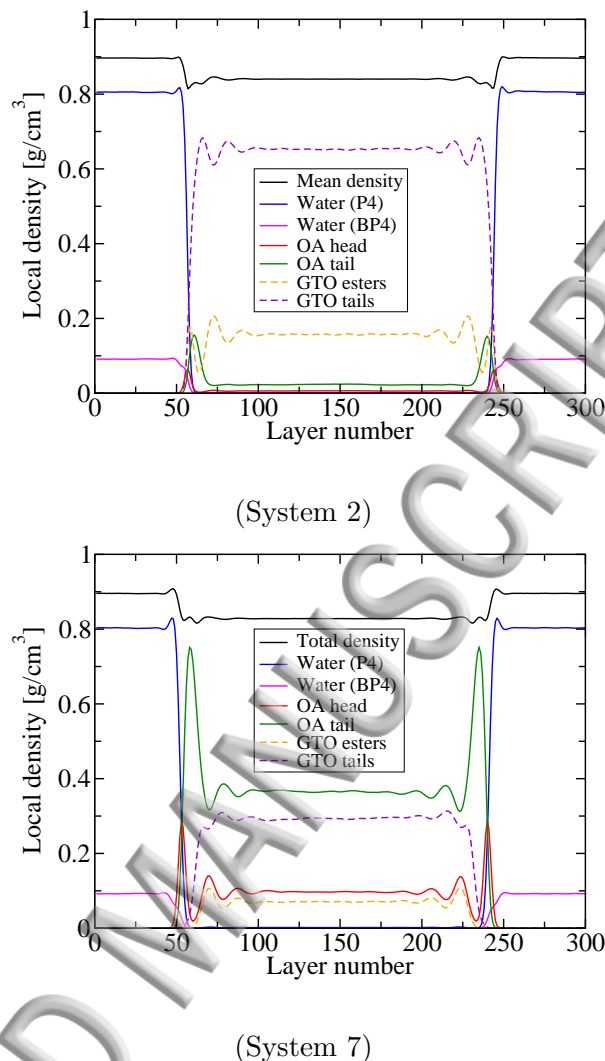 1
0.8
0.6
0.4
0.2
0
Local density [g/cm³]
Mean density
Water (P4)
Water (BP4)
OA head
OA tail
GTO esters
GTO tails
0 50 100 150 200 250 300
Layer number
(System 2)
1
0.8
0.6
0.4
0.2
0
Local density [g/cm³]
Total density
Water (P4)
Water (BP4)
OA head
OA tail
GTO esters
GTO tails
0 50 100 150 200 250 300
Layer number
(System 7)
D MANUSCRIPT